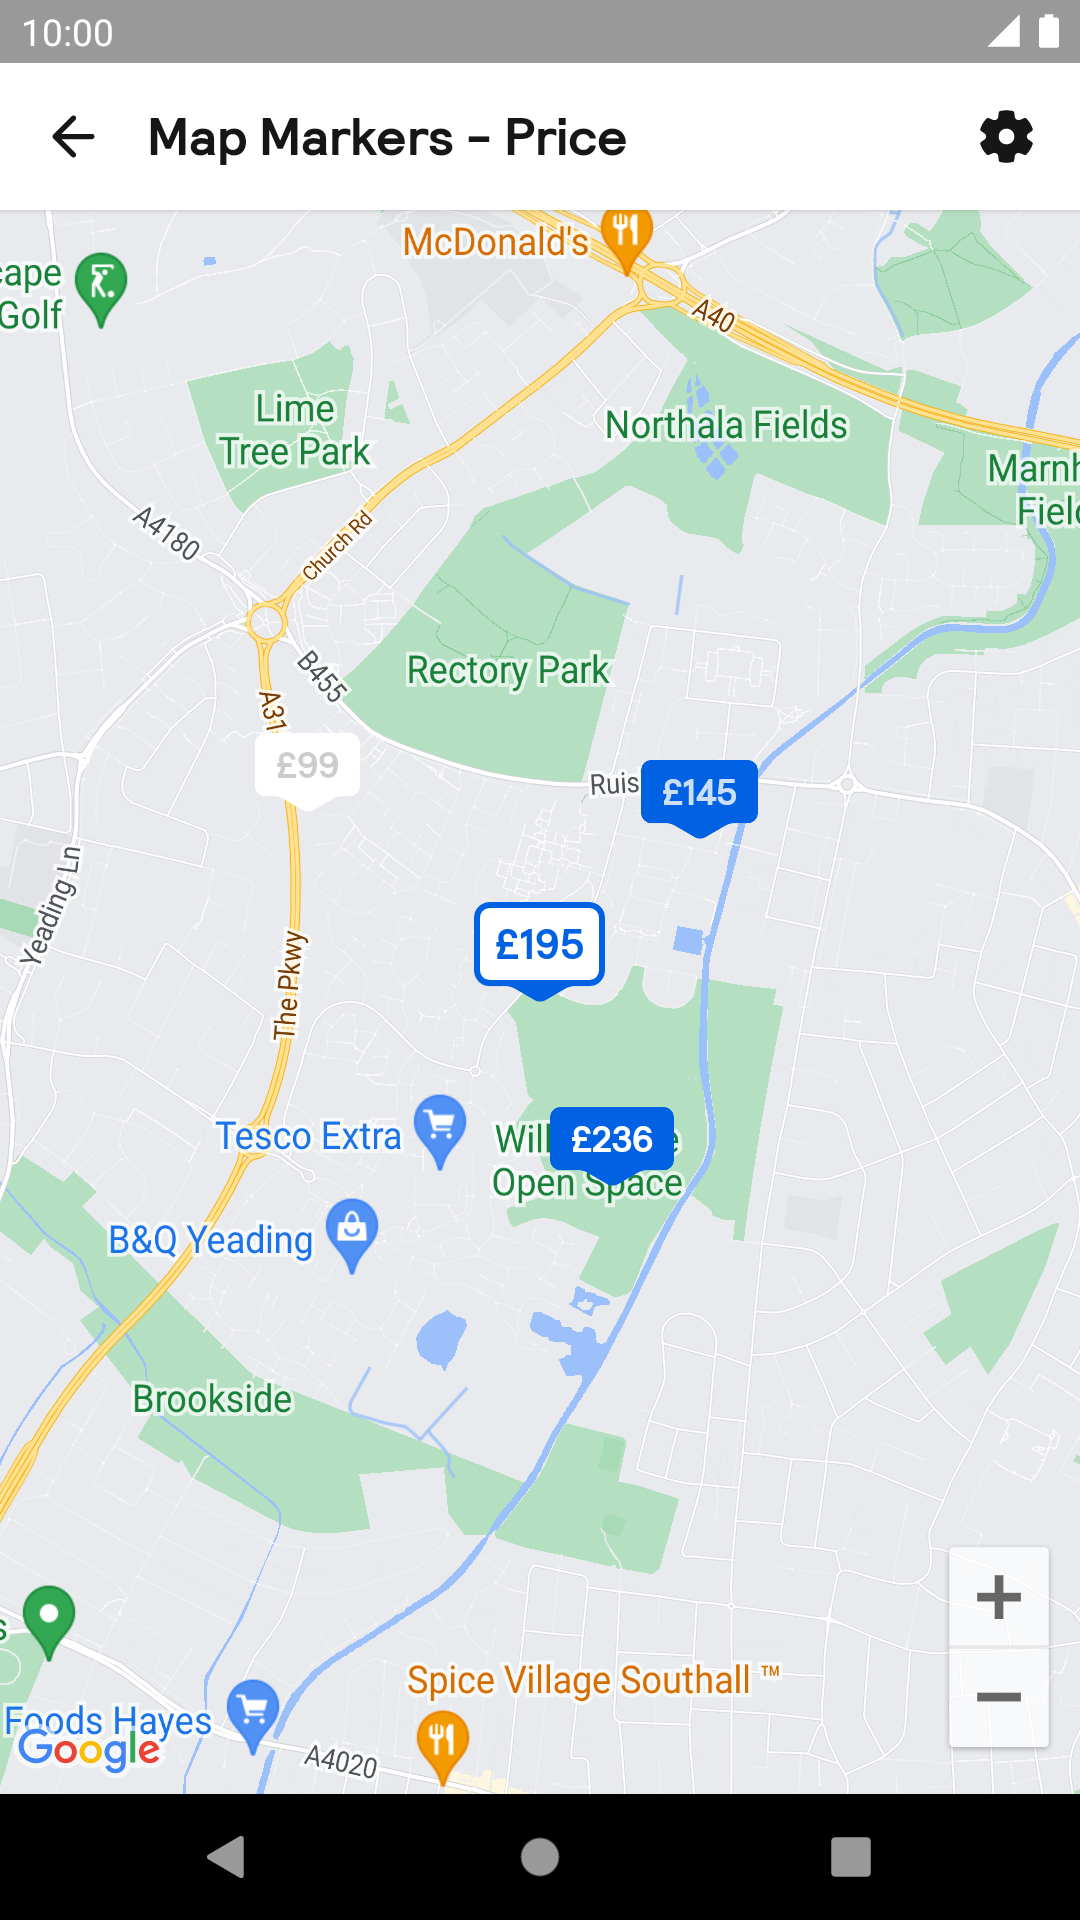 10:00
Map Markers – Price
McDonald's
cape
Golf
A40
Lime
Tree Park
Northala Fields
Marnh
Field
A4180
Church Rd
B455
Rectory Park
A31
£99
Ruis
£145
Yeading Ln
£195
The Pkwy
Tesco Extra
Will
£236
e
Open Space
B&Q Yeading
Brookside
+
s
−
Spice Village Southall ™
Foods Hayes
Google
A4020